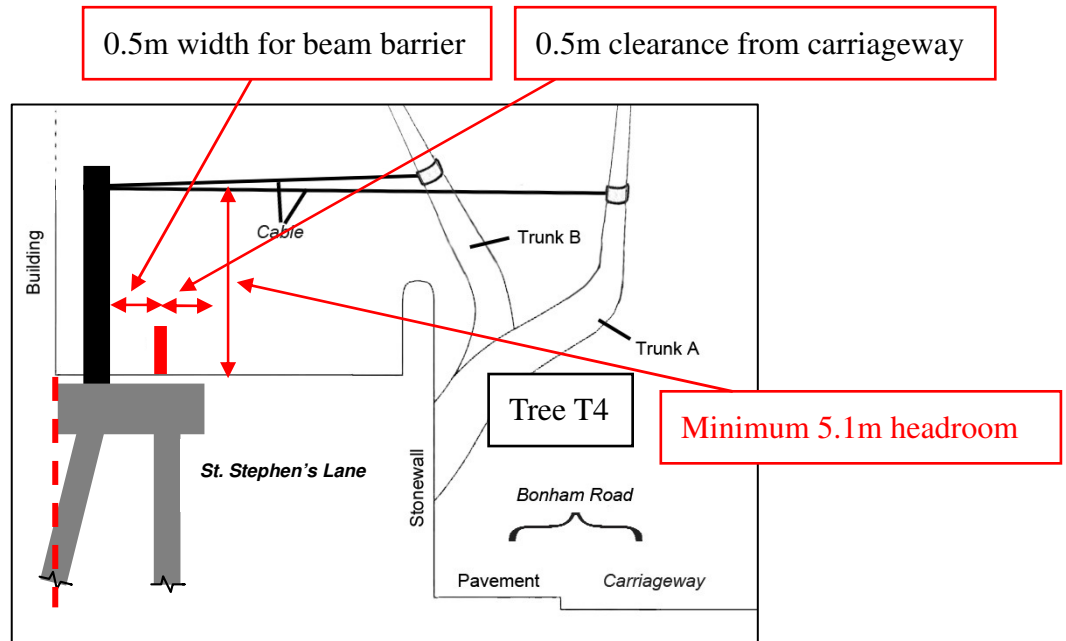 0.5m width for beam barrier
0.5m clearance from carriageway
Building
Cable
Trunk B
Trunk A
Tree T4
Minimum 5.1m headroom
St. Stephen's Lane
Stonewall
Bonham Road
Pavement
Carriageway